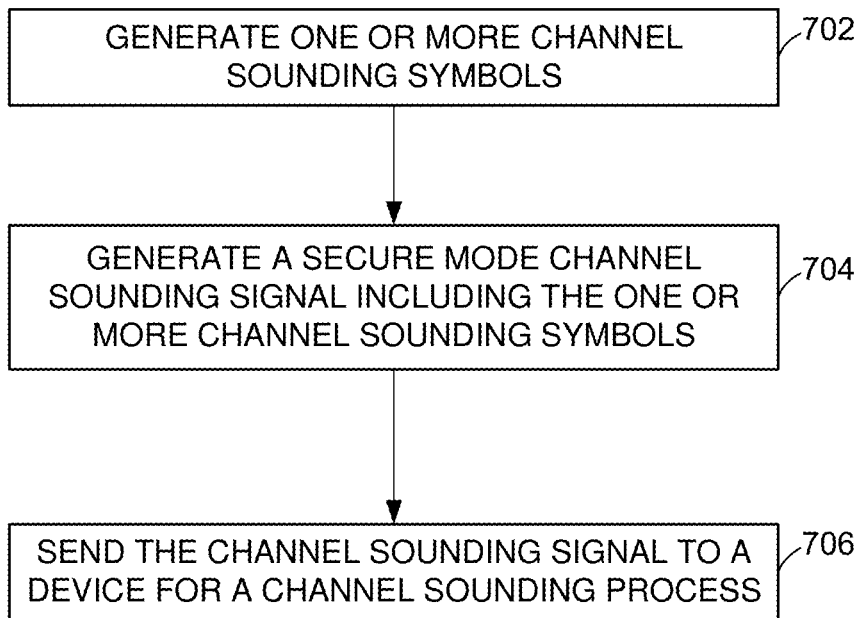 GENERATE ONE OR MORE CHANNEL
SOUNDING SYMBOLS
702
GENERATE A SECURE MODE CHANNEL
SOUNDING SIGNAL INCLUDING THE ONE OR
MORE CHANNEL SOUNDING SYMBOLS
704
SEND THE CHANNEL SOUNDING SIGNAL TO A
DEVICE FOR A CHANNEL SOUNDING PROCESS
706